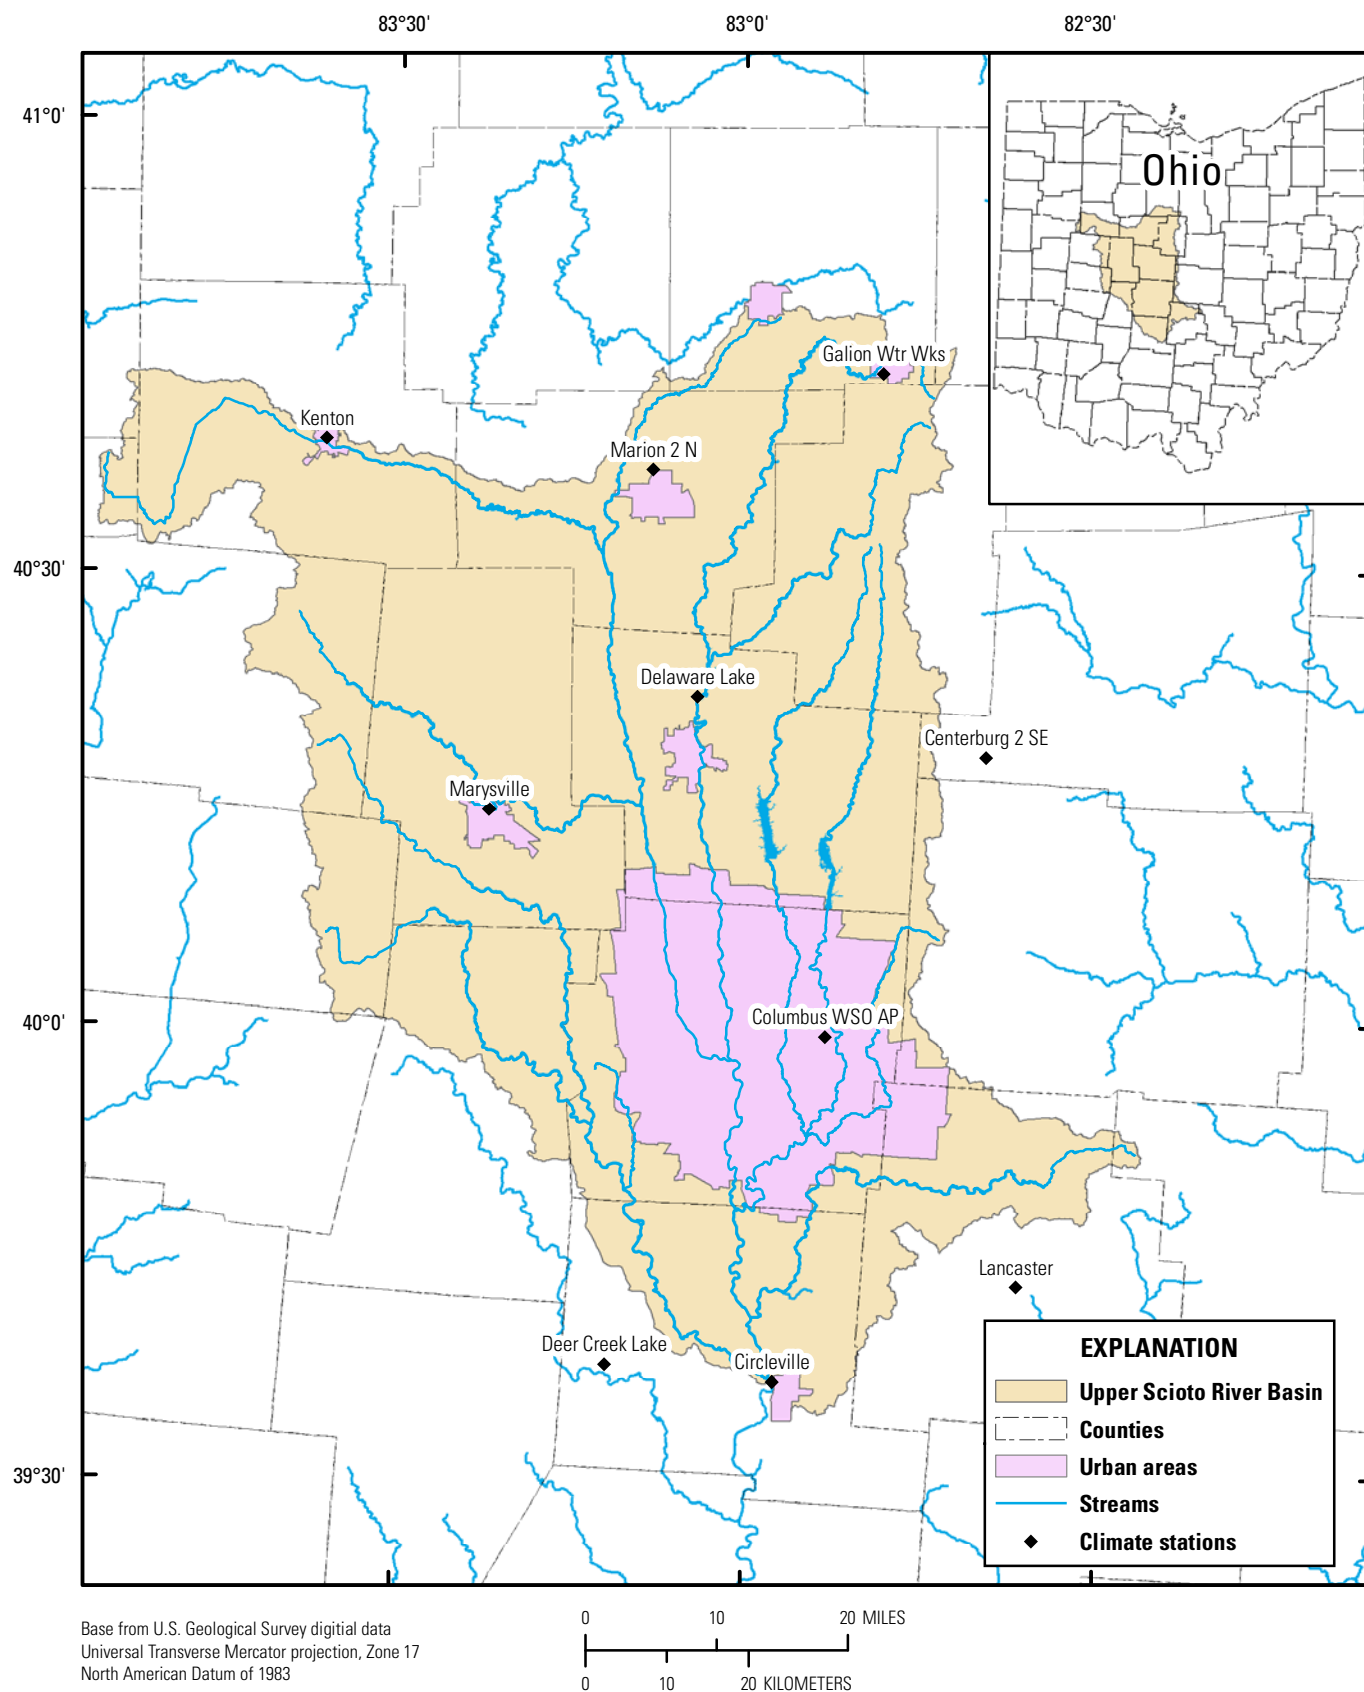 83°30' 83°0' 82°30'
41°0'
Ohio
Galion Wtr Wks
Kenton
Marion 2 N
40°30'
Delaware Lake
Centerburg 2 SE
Marysville
40°0'
Columbus WSO AP
Lancaster
Deer Creek Lake
Circleville
39°30'
EXPLANATION
Upper Scioto River Basin
Counties
Urban areas
Streams
Climate stations
Base from U.S. Geological Survey digitial data
Universal Transverse Mercator projection, Zone 17
North American Datum of 1983
0 10 20 MILES
0 10 20 KILOMETERS